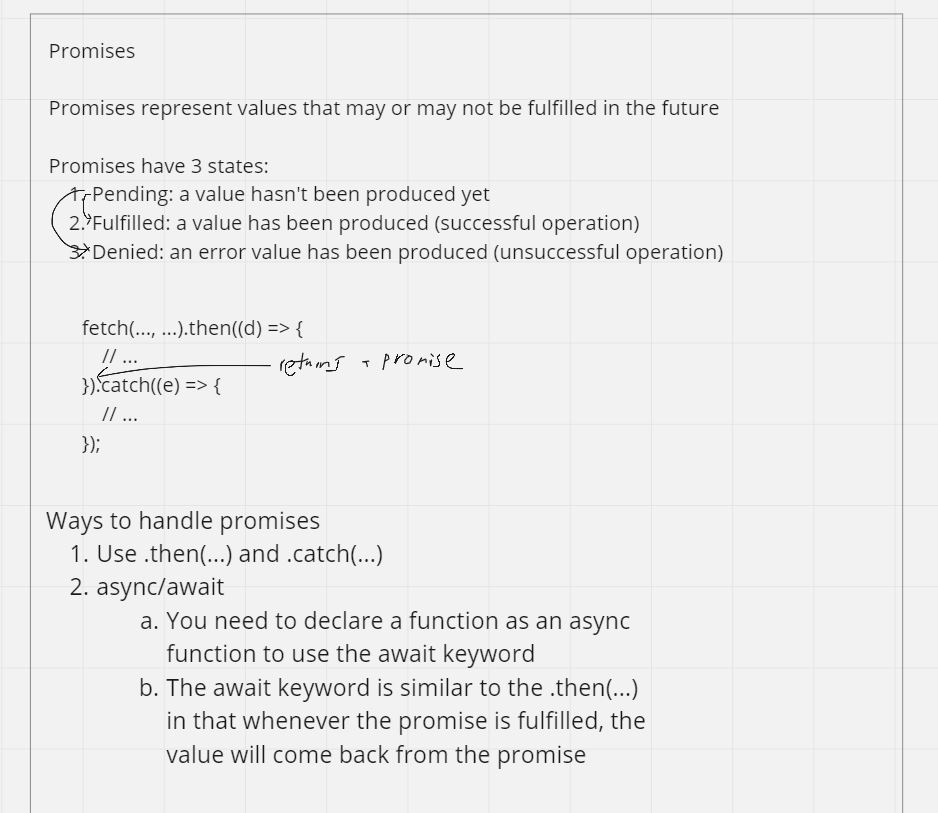 Promises
Promises represent values that may or may not be fulfilled in the future
Promises have 3 states:
1. Pending: a value hasn't been produced yet
2. Fulfilled: a value has been produced (successful operation)
3. Denied: an error value has been produced (unsuccessful operation)
fetch(..., ...).then((d) => {
// ...
returns a promise
}).catch((e) => {
// ...
});
Ways to handle promises
1. Use .then(...) and .catch(...)
2. async/await
a. You need to declare a function as an async
function to use the await keyword
b. The await keyword is similar to the .then(...)
in that whenever the promise is fulfilled, the
value will come back from the promise